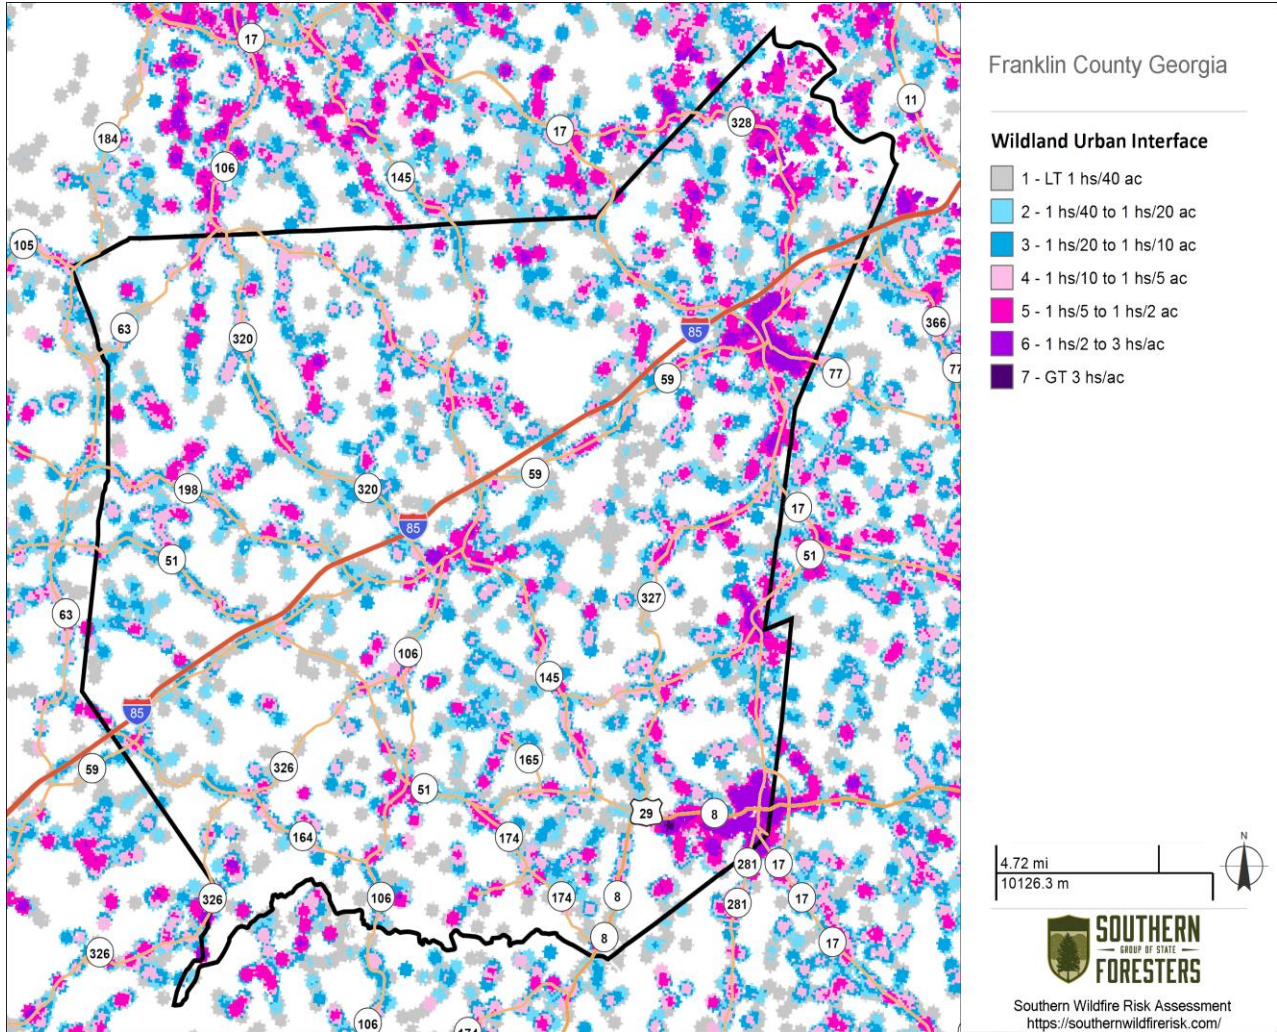 17
11
184
17
328
106
145
105
63
320
85
366
59
77
77
59
198
320
17
85
51
51
63
327
106
145
85
59
326
165
51
29
8
164
174
281
17
326
106
174
8
281
17
326
8
17
106
174
Franklin County Georgia
Wildland Urban Interface
1 - LT 1 hs/40 ac
2 - 1 hs/40 to 1 hs/20 ac
3 - 1 hs/20 to 1 hs/10 ac
4 - 1 hs/10 to 1 hs/5 ac
5 - 1 hs/5 to 1 hs/2 ac
6 - 1 hs/2 to 3 hs/ac
7 - GT 3 hs/ac
N
4.72 mi
10126.3 m
SOUTHERN
GROUP OF STATE
FORESTERS
Southern Wildfire Risk Assessment
https://southernwildfirerisk.com/